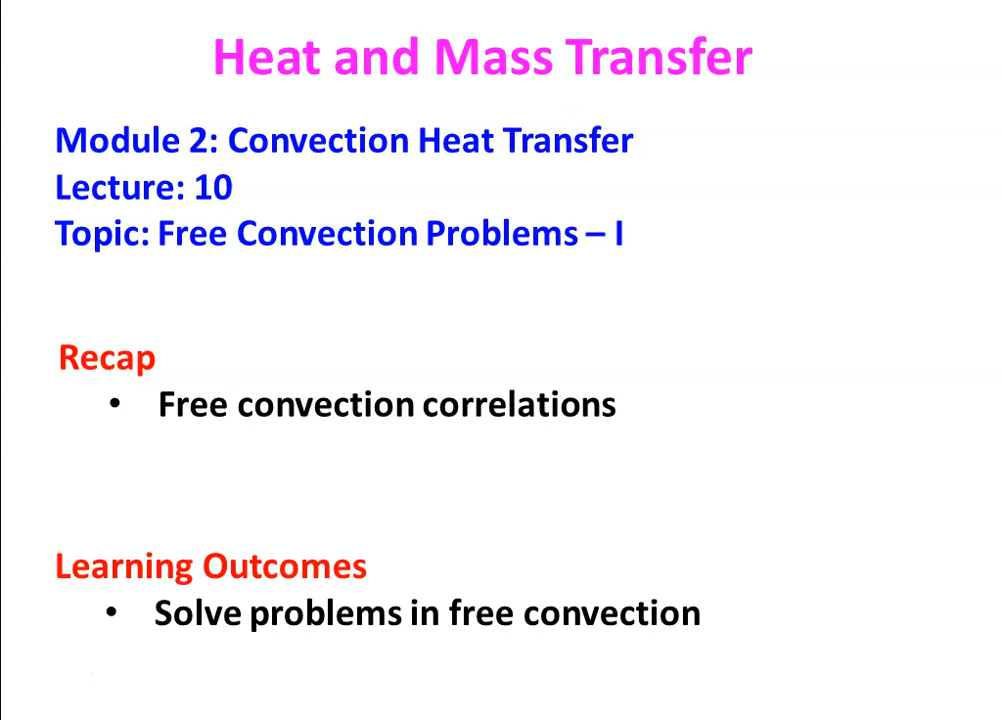 Heat and Mass Transfer
Module 2: Convection Heat Transfer
Lecture: 10
Topic: Free Convection Problems – I
Recap
• Free convection correlations
Learning Outcomes
• Solve problems in free convection